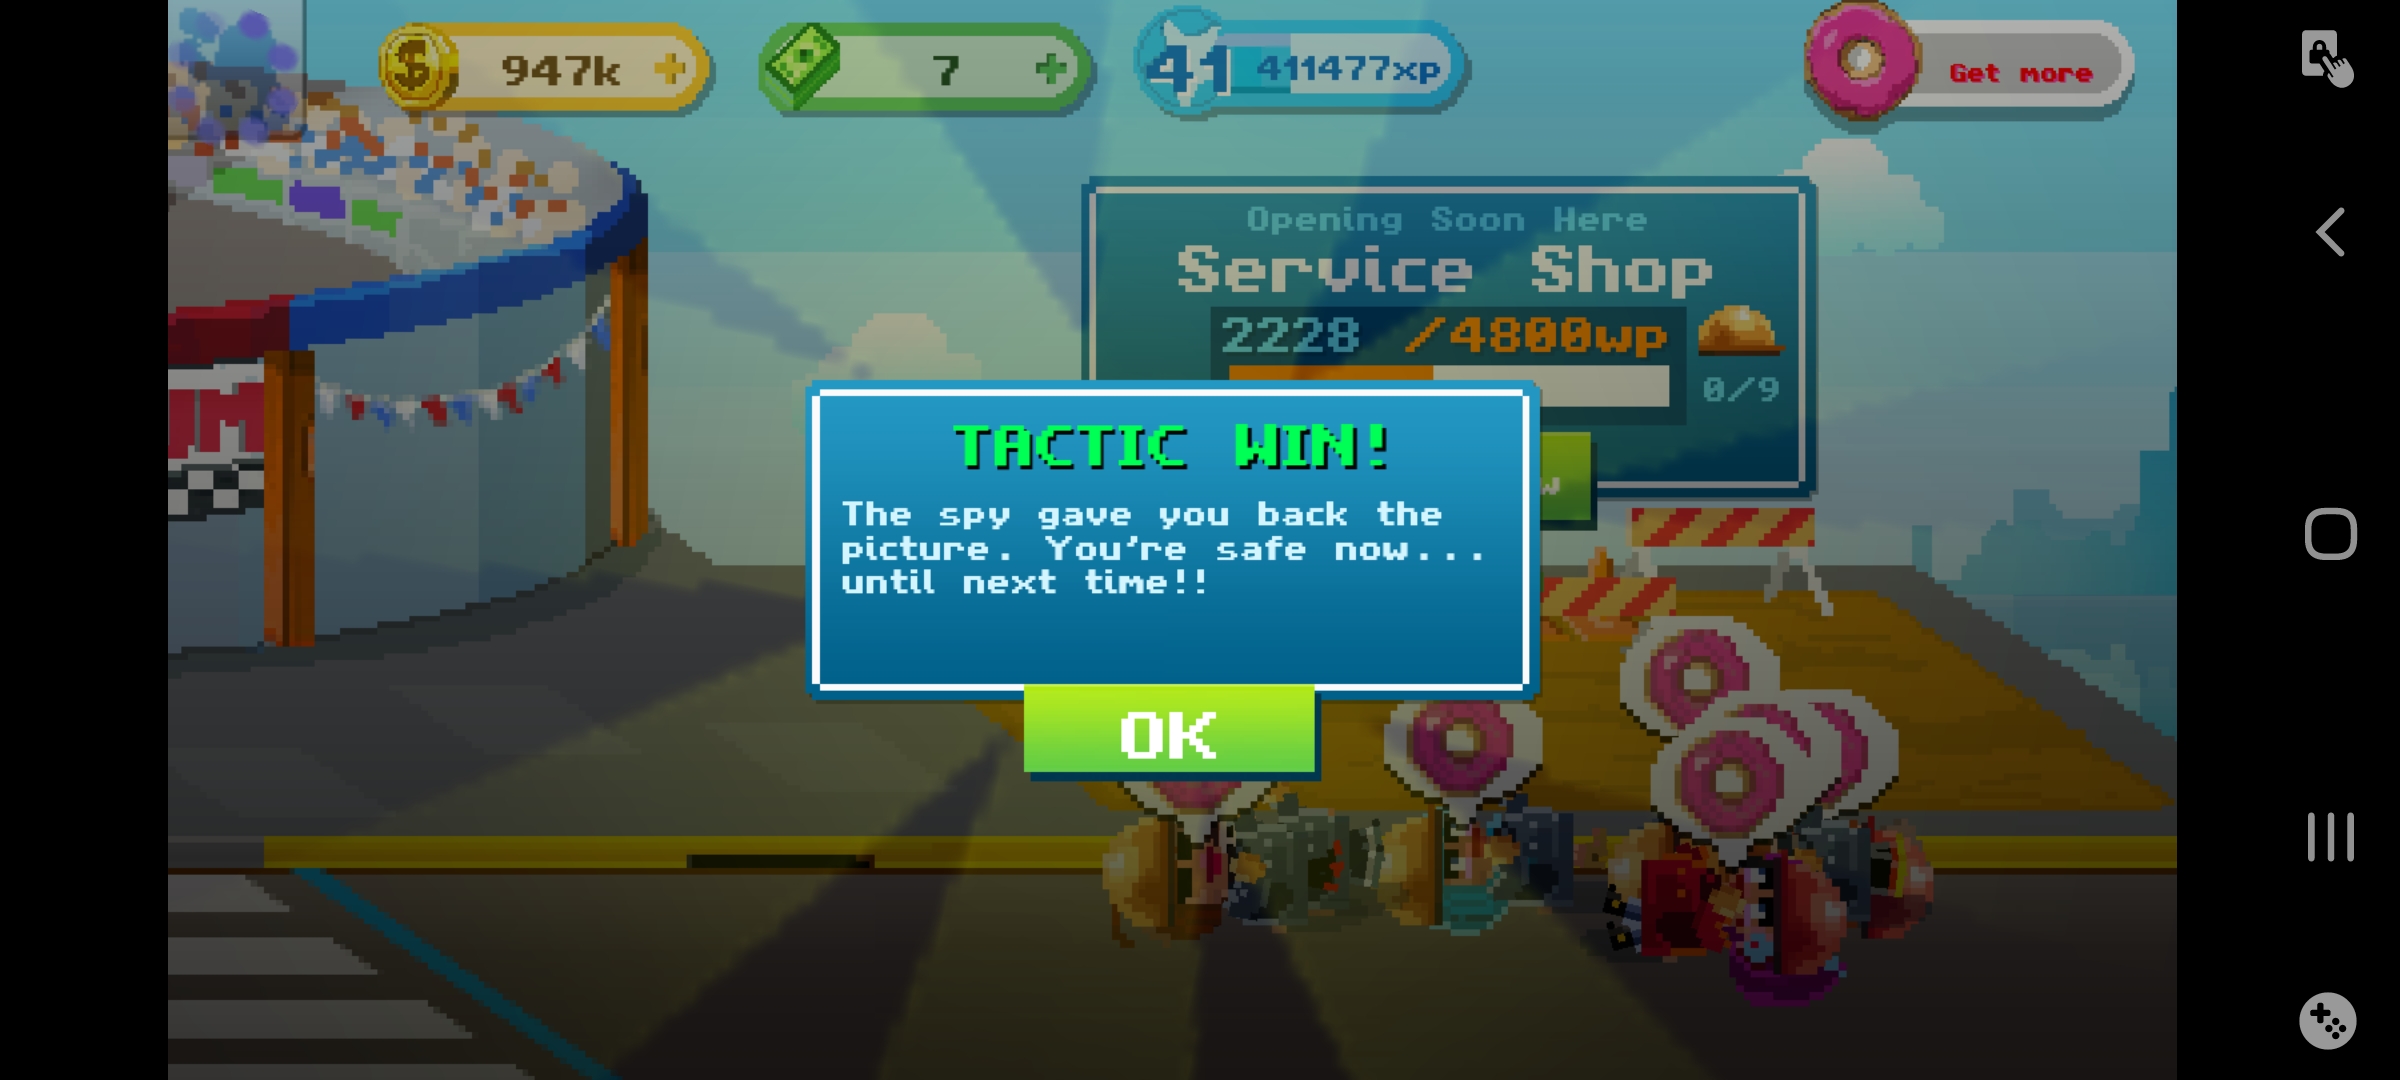 947k
7
41
411477xp
Get more
Opening Soon Here
Service Shop
2228 /4800wp
0/9
TACTIC WIN!
The spy gave you back the
picture. You're safe now...
until next time!!
OK